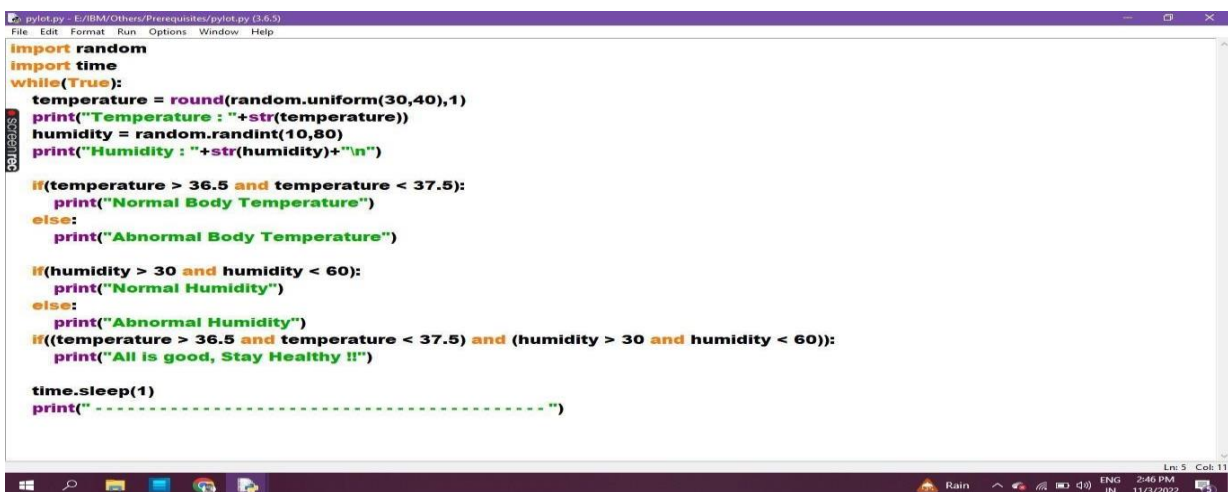 pylot.py - E:/IBM/Others/Prerequisites/pylot.py (3.6.5)
File Edit Format Run Options Window Help
import random
import time
while(True):
    temperature = round(random.uniform(30,40),1)
    print("Temperature : "+str(temperature))
    humidity = random.randint(10,80)
    print("Humidity : "+str(humidity)+"\n")

    if(temperature > 36.5 and temperature < 37.5):
        print("Normal Body Temperature")
    else:
        print("Abnormal Body Temperature")

    if(humidity > 30 and humidity < 60):
        print("Normal Humidity")
    else:
        print("Abnormal Humidity")
    if((temperature > 36.5 and temperature < 37.5) and (humidity > 30 and humidity < 60)):
        print("All is good, Stay Healthy !!")

    time.sleep(1)
    print(" - - - - - - - - - - - - - - - - - - - - - - - - - - - - - - - - - - - - - - - - - - ")
screenrec
Ln: 5 Col: 11
Rain
ENG 2:46 PM
IN 11/3/2022